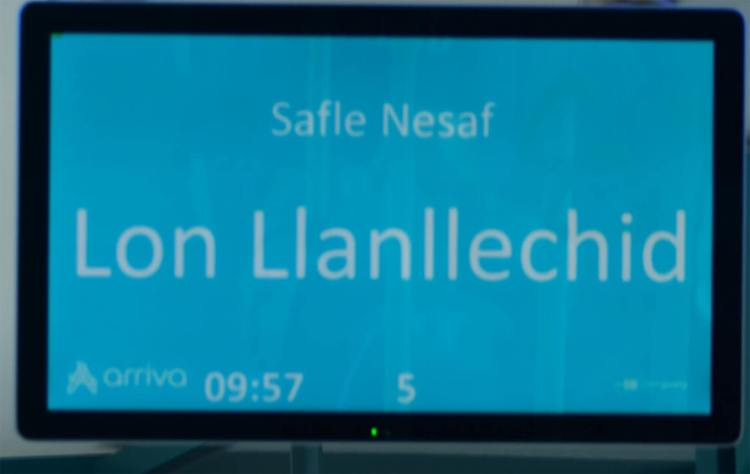 Safle Nesaf
Lon Llanllechid
arriva 09:57 5